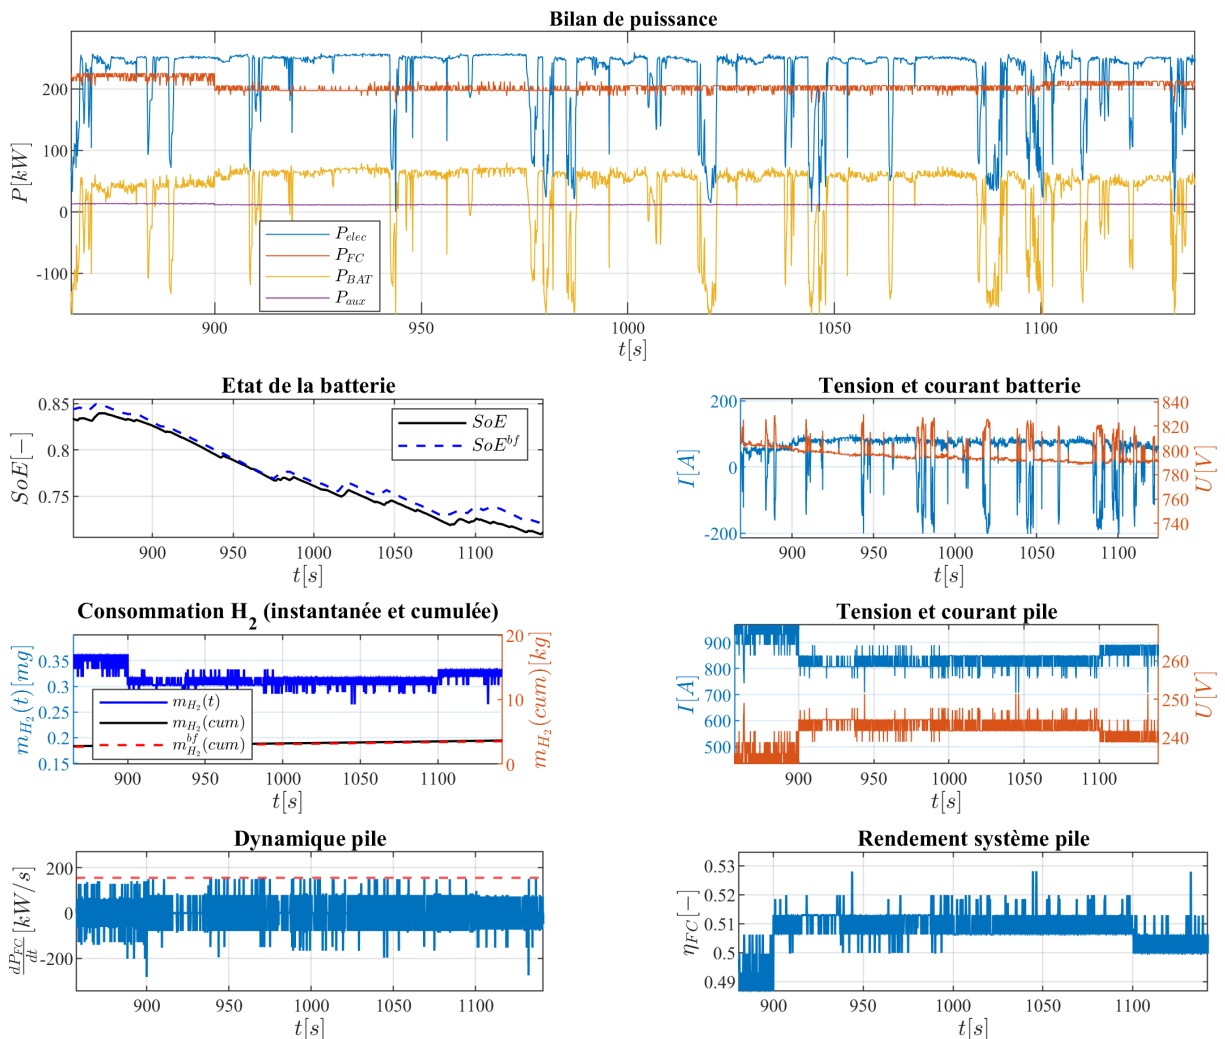 Bilan de puissance
200
100
0
-100
P[kW]
P_elec
P_FC
P_BAT
P_aux
900
950
1000
1050
1100
t[s]
Etat de la batterie
0.85
0.8
0.75
SoE[−]
SoE
SoE^bf
900
950
1000
1050
1100
t[s]
Tension et courant batterie
200
0
-200
I[A]
840
820
800
780
760
740
U[V]
900
950
1000
1050
1100
t[s]
Consommation H2 (instantanée et cumulée)
0.35
0.3
0.25
0.2
0.15
m_H2(t)[mg]
20
10
0
m_H2(cum)[kg]
m_H2(t)
m_H2(cum)
m^bf_H2(cum)
900
950
1000
1050
1100
t[s]
Tension et courant pile
900
800
700
600
500
I[A]
260
250
240
U[V]
900
950
1000
1050
1100
t[s]
Dynamique pile
200
0
-200
dP_FC/dt[kW/s]
900
950
1000
1050
1100
t[s]
Rendement système pile
0.53
0.52
0.51
0.5
0.49
η_FC[−]
900
950
1000
1050
1100
t[s]